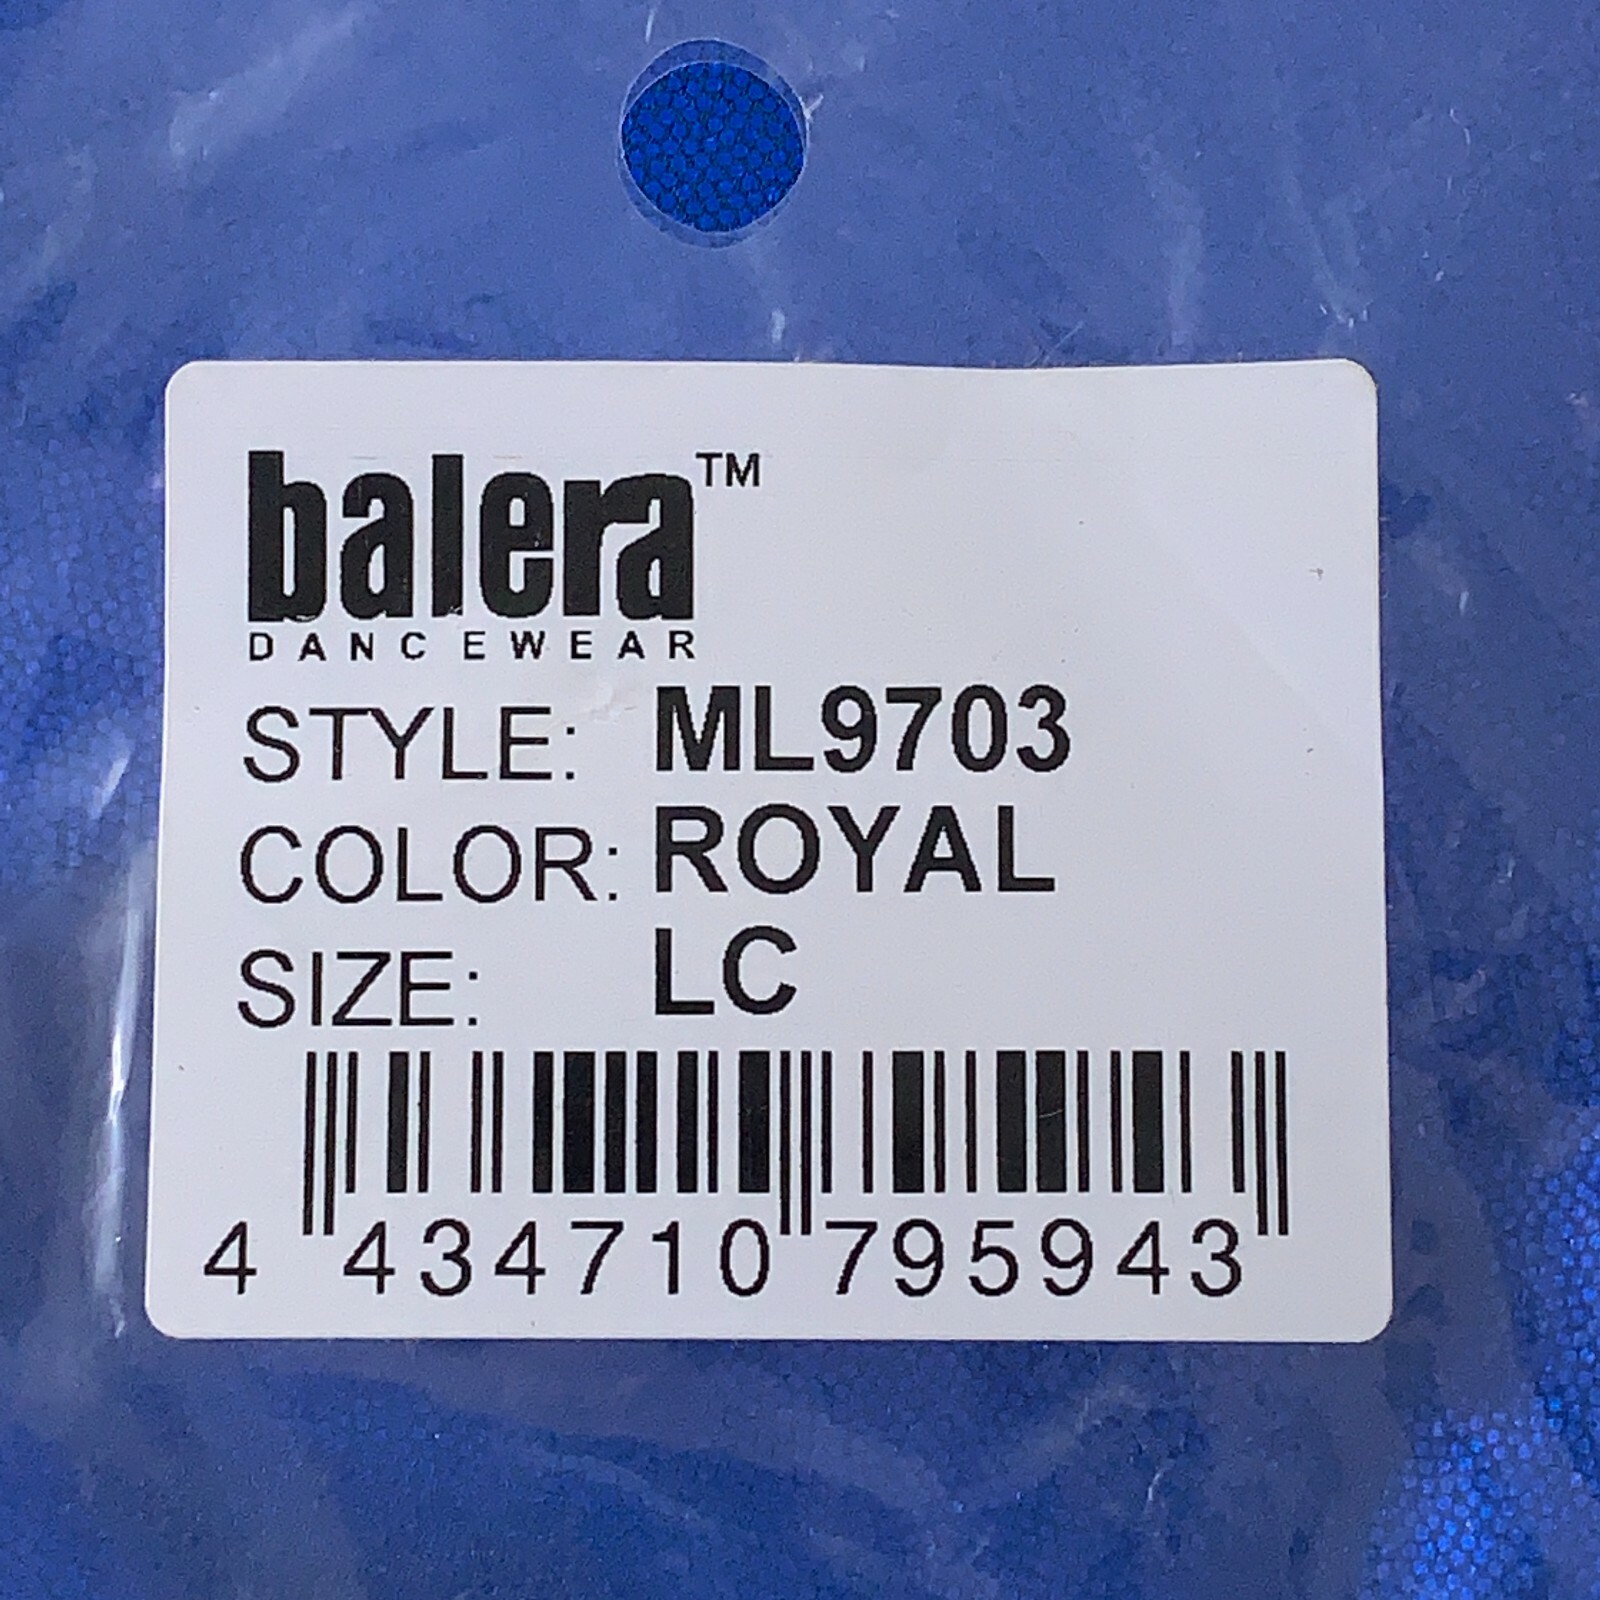 balera™
DANCEWEAR
STYLE: ML9703
COLOR: ROYAL
SIZE: LC
4 434710 795943